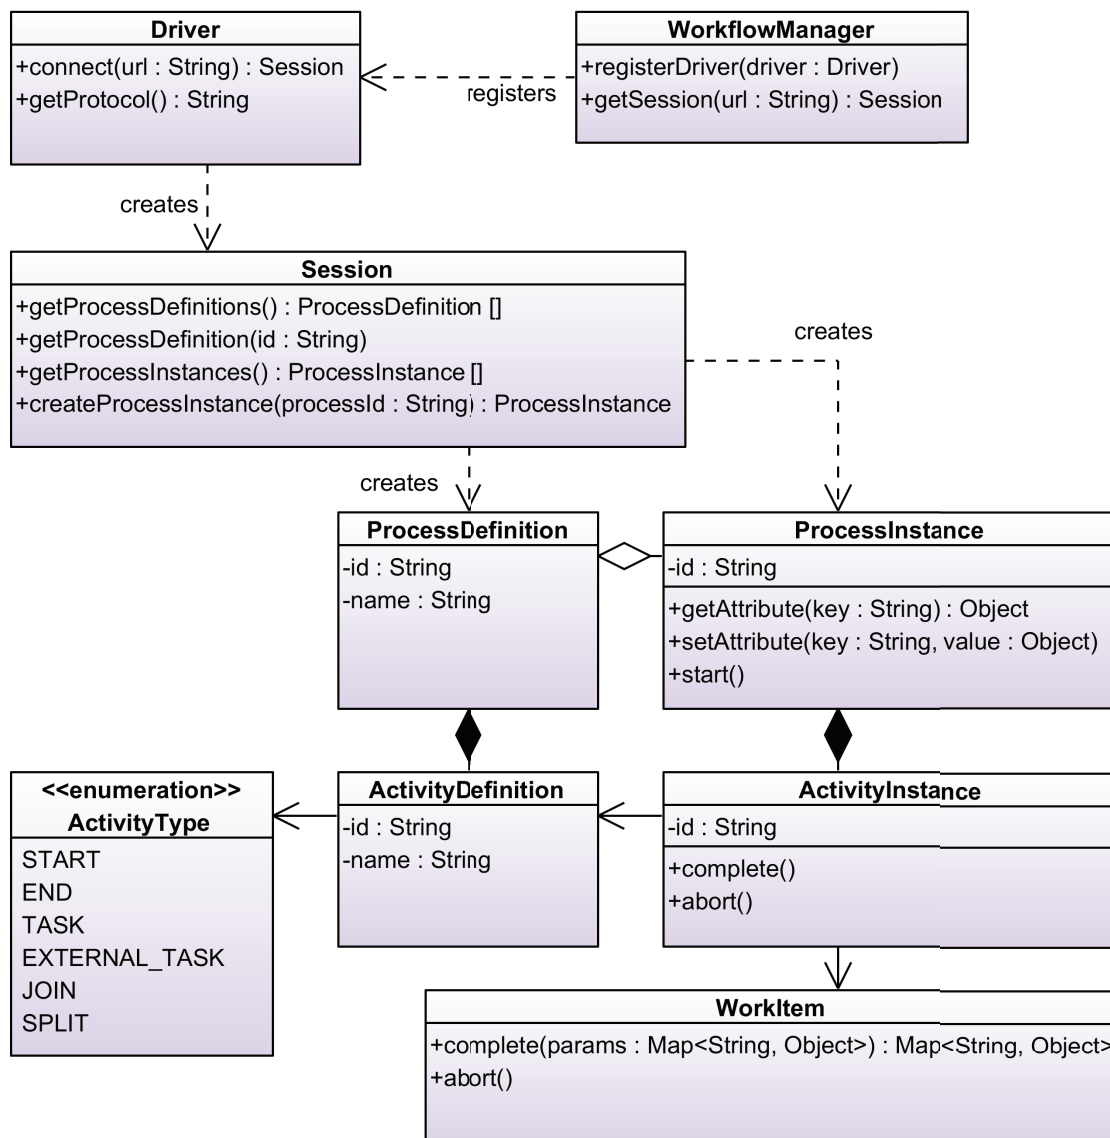 Driver
+connect(url : String) : Session
+getProtocol() : String
WorkflowManager
+registerDriver(driver : Driver)
+getSession(url : String) : Session
registers
creates
Session
+getProcessDefinitions() : ProcessDefinition []
+getProcessDefinition(id : String)
+getProcessInstances() : ProcessInstance []
+createProcessInstance(processId : String) : ProcessInstance
creates
creates
ProcessDefinition
-id : String
-name : String
ProcessInstance
-id : String
+getAttribute(key : String) : Object
+setAttribute(key : String, value : Object)
+start()
<<enumeration>>
ActivityType
START
END
TASK
EXTERNAL_TASK
JOIN
SPLIT
ActivityDefinition
-id : String
-name : String
ActivityInstance
-id : String
+complete()
+abort()
WorkItem
+complete(params : Map<String, Object>) : Map<String, Object>
+abort()